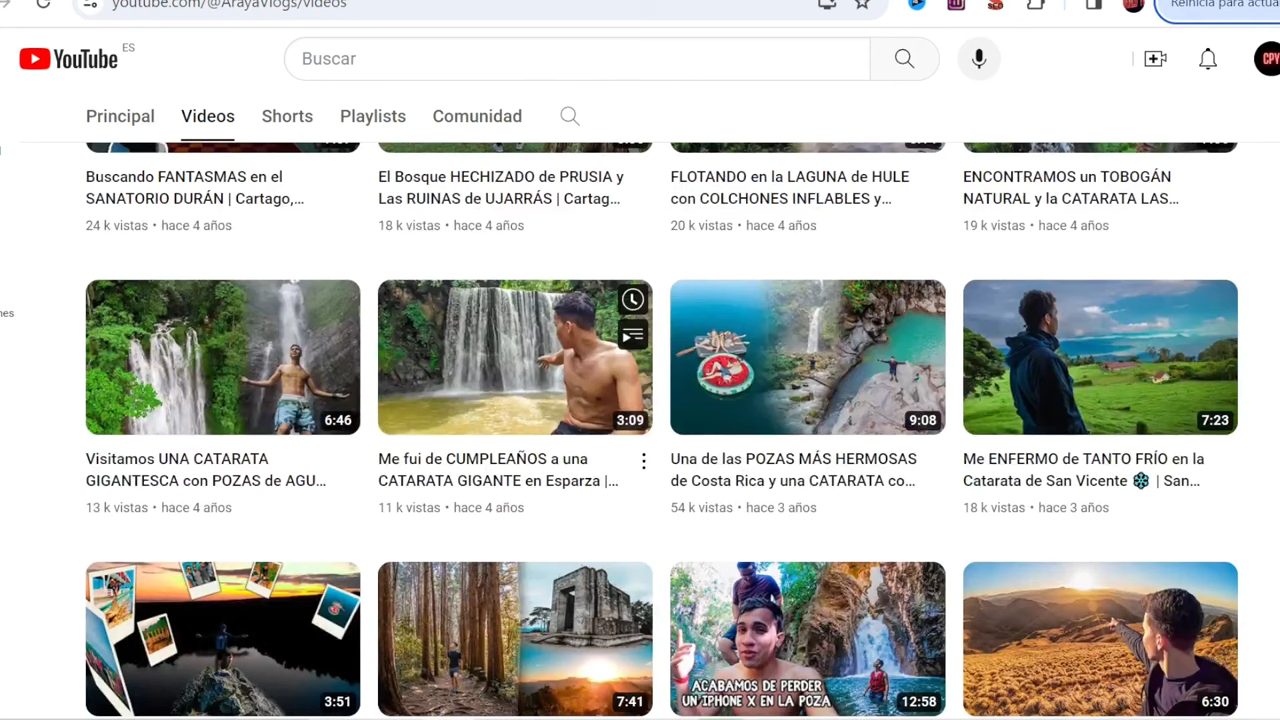 youtube.com/@ArayaVlogs/videos
Reinicia para actua
YouTube ES
Buscar
CPY
Principal Videos Shorts Playlists Comunidad
Buscando FANTASMAS en el
SANATORIO DURÁN | Cartago,...
24 k vistas • hace 4 años
El Bosque HECHIZADO de PRUSIA y
Las RUINAS de UJARRÁS | Cartag...
18 k vistas • hace 4 años
FLOTANDO en la LAGUNA de HULE
con COLCHONES INFLABLES y...
20 k vistas • hace 4 años
ENCONTRAMOS un TOBOGÁN
NATURAL y la CATARATA LAS...
19 k vistas • hace 4 años
nes
6:46
3:09
9:08
7:23
Visitamos UNA CATARATA
GIGANTESCA con POZAS de AGU...
13 k vistas • hace 4 años
Me fui de CUMPLEAÑOS a una
CATARATA GIGANTE en Esparza |...
11 k vistas • hace 4 años
Una de las POZAS MÁS HERMOSAS
de Costa Rica y una CATARATA co...
54 k vistas • hace 3 años
Me ENFERMO de TANTO FRÍO en la
Catarata de San Vicente ❄ | San...
18 k vistas • hace 3 años
3:51
7:41
ACABAMOS DE PERDER
UN IPHONE X EN LA POZA
12:58
6:30